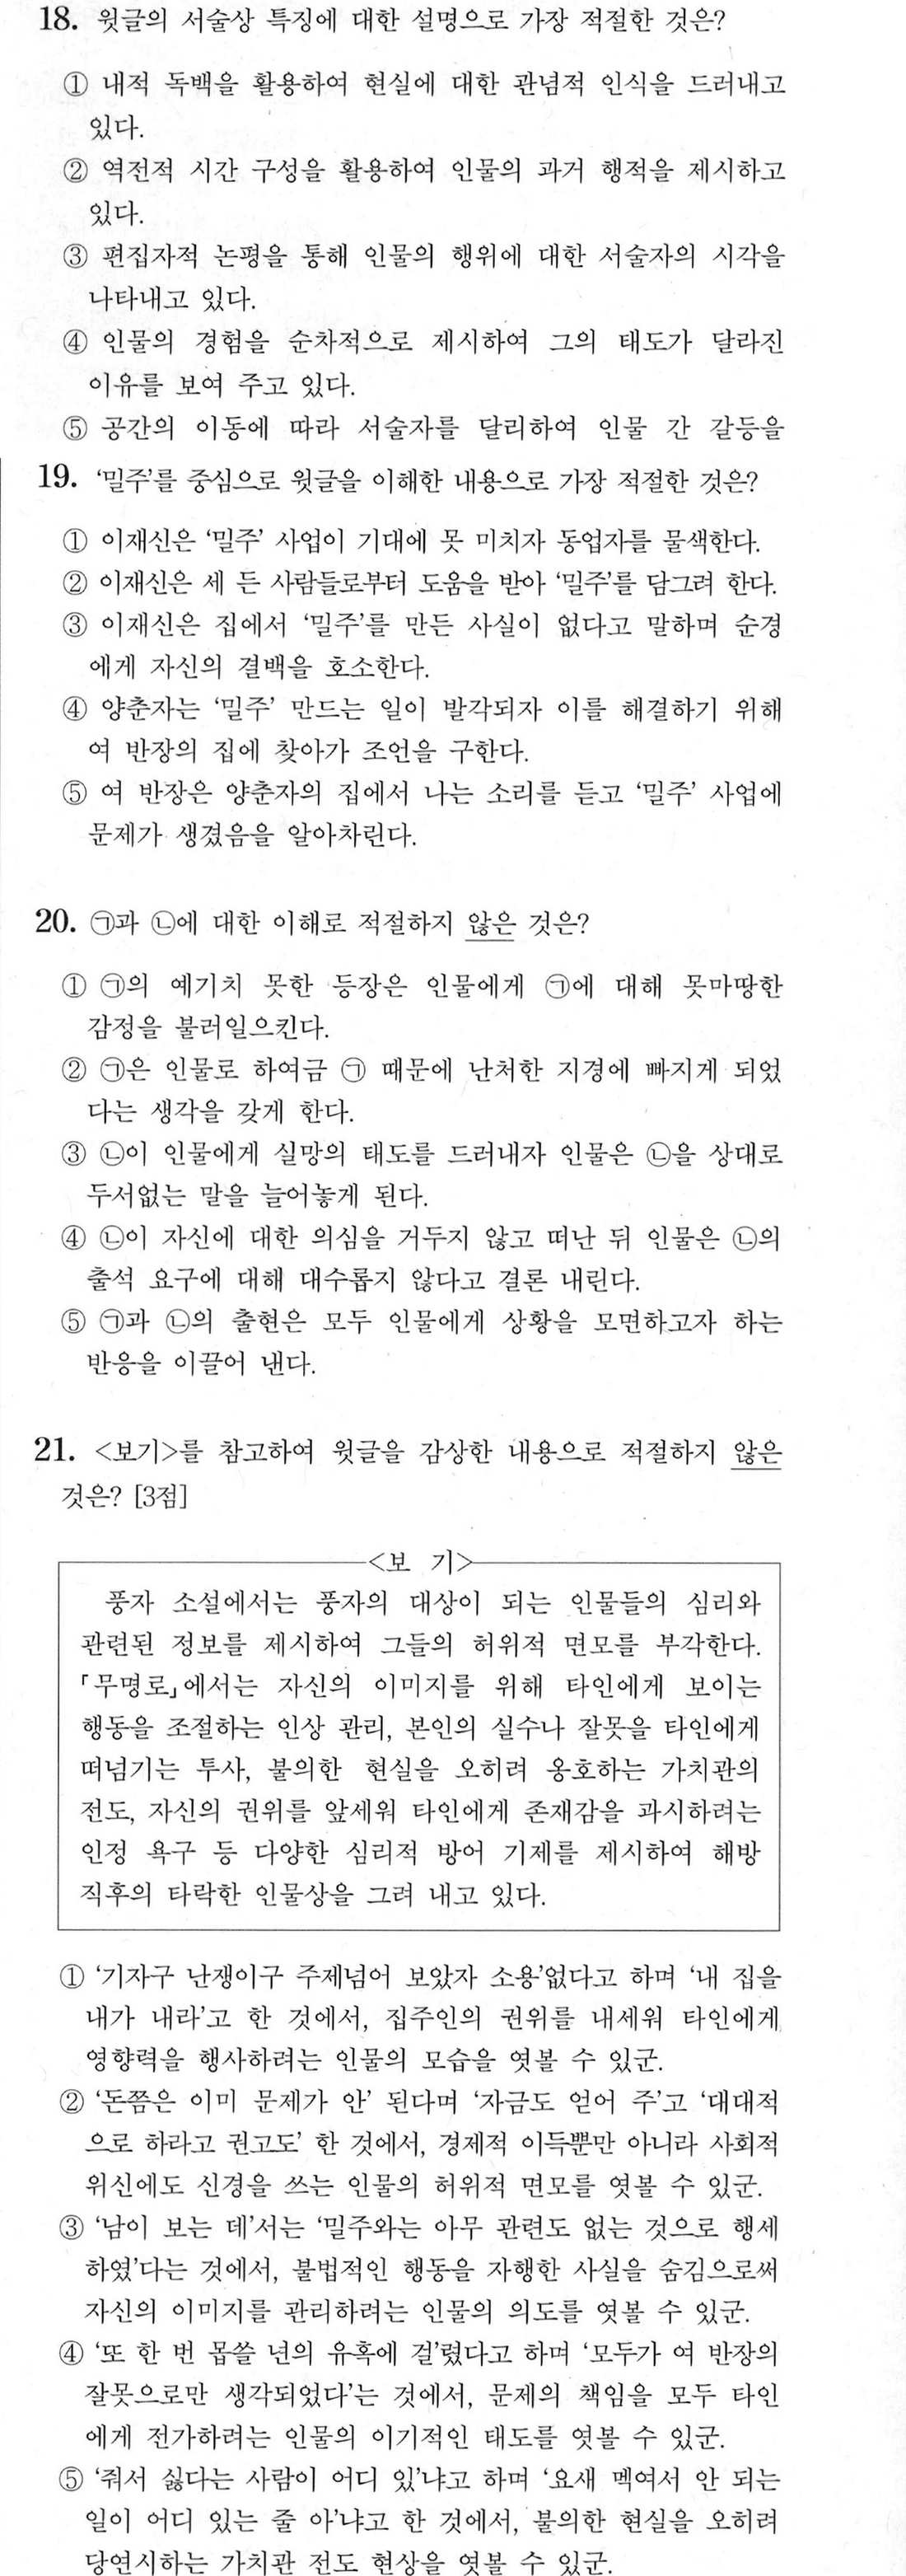 18. 윗글의 서술상 특징에 대한 설명으로 가장 적절한 것은?
① 내적 독백을 활용하여 현실에 대한 관념적 인식을 드러내고
있다.
② 역전적 시간 구성을 활용하여 인물의 과거 행적을 제시하고
있다.
③ 편집자적 논평을 통해 인물의 행위에 대한 서술자의 시각을
나타내고 있다.
④ 인물의 경험을 순차적으로 제시하여 그의 태도가 달라진
이유를 보여 주고 있다.
⑤ 공간의 이동에 따라 서술자를 달리하여 인물 간 갈등을
19. ‘밀주’를 중심으로 윗글을 이해한 내용으로 가장 적절한 것은?
① 이재신은 ‘밀주’ 사업이 기대에 못 미치자 동업자를 물색한다.
② 이재신은 세 든 사람들로부터 도움을 받아 ‘밀주’를 담그려 한다.
③ 이재신은 집에서 ‘밀주’를 만든 사실이 없다고 말하며 순경
에게 자신의 결백을 호소한다.
④ 양춘자는 ‘밀주’ 만드는 일이 발각되자 이를 해결하기 위해
여 반장의 집에 찾아가 조언을 구한다.
⑤ 여 반장은 양춘자의 집에서 나는 소리를 듣고 ‘밀주’ 사업에
문제가 생겼음을 알아차린다.
20. ㉠과 ㉡에 대한 이해로 적절하지 않은 것은?
① ㉠의 예기치 못한 등장은 인물에게 ㉠에 대해 못마땅한
감정을 불러일으킨다.
② ㉠은 인물로 하여금 ㉠ 때문에 난처한 지경에 빠지게 되었
다는 생각을 갖게 한다.
③ ㉡이 인물에게 실망의 태도를 드러내자 인물은 ㉡을 상대로
두서없는 말을 늘어놓게 된다.
④ ㉡이 자신에 대한 의심을 거두지 않고 떠난 뒤 인물은 ㉡의
출석 요구에 대해 대수롭지 않다고 결론 내린다.
⑤ ㉠과 ㉡의 출현은 모두 인물에게 상황을 모면하고자 하는
반응을 이끌어 낸다.
21. <보기>를 참고하여 윗글을 감상한 내용으로 적절하지 않은
것은? [3점]
<보 기>
풍자 소설에서는 풍자의 대상이 되는 인물들의 심리와
관련된 정보를 제시하여 그들의 허위적 면모를 부각한다.
「무명로」에서는 자신의 이미지를 위해 타인에게 보이는
행동을 조절하는 인상 관리, 본인의 실수나 잘못을 타인에게
떠넘기는 투사, 불의한 현실을 오히려 옹호하는 가치관의
전도, 자신의 권위를 앞세워 타인에게 존재감을 과시하려는
인정 욕구 등 다양한 심리적 방어 기제를 제시하여 해방
직후의 타락한 인물상을 그려 내고 있다.
① ‘기자구 난쟁이구 주제넘어 보았자 소용’없다고 하며 ‘내 집을
내가 내라’고 한 것에서, 집주인의 권위를 내세워 타인에게
영향력을 행사하려는 인물의 모습을 엿볼 수 있군.
② ‘돈쯤은 이미 문제가 안’ 된다며 ‘자금도 얻어 주’고 ‘대대적
으로 하라고 권고도’ 한 것에서, 경제적 이득뿐만 아니라 사회적
위신에도 신경을 쓰는 인물의 허위적 면모를 엿볼 수 있군.
③ ‘남이 보는 데’서는 ‘밀주와는 아무 관련도 없는 것으로 행세
하였’다는 것에서, 불법적인 행동을 자행한 사실을 숨김으로써
자신의 이미지를 관리하려는 인물의 의도를 엿볼 수 있군.
④ ‘또 한 번 몹쓸 년의 유혹에 걸’렸다고 하며 ‘모두가 여 반장의
잘못으로만 생각되었다’는 것에서, 문제의 책임을 모두 타인
에게 전가하려는 인물의 이기적인 태도를 엿볼 수 있군.
⑤ ‘줘서 싫다는 사람이 어디 있’냐고 하며 ‘요새 멕여서 안 되는
일이 어디 있는 줄 아’냐고 한 것에서, 불의한 현실을 오히려
당연시하는 가치관 전도 현상을 엿볼 수 있군.